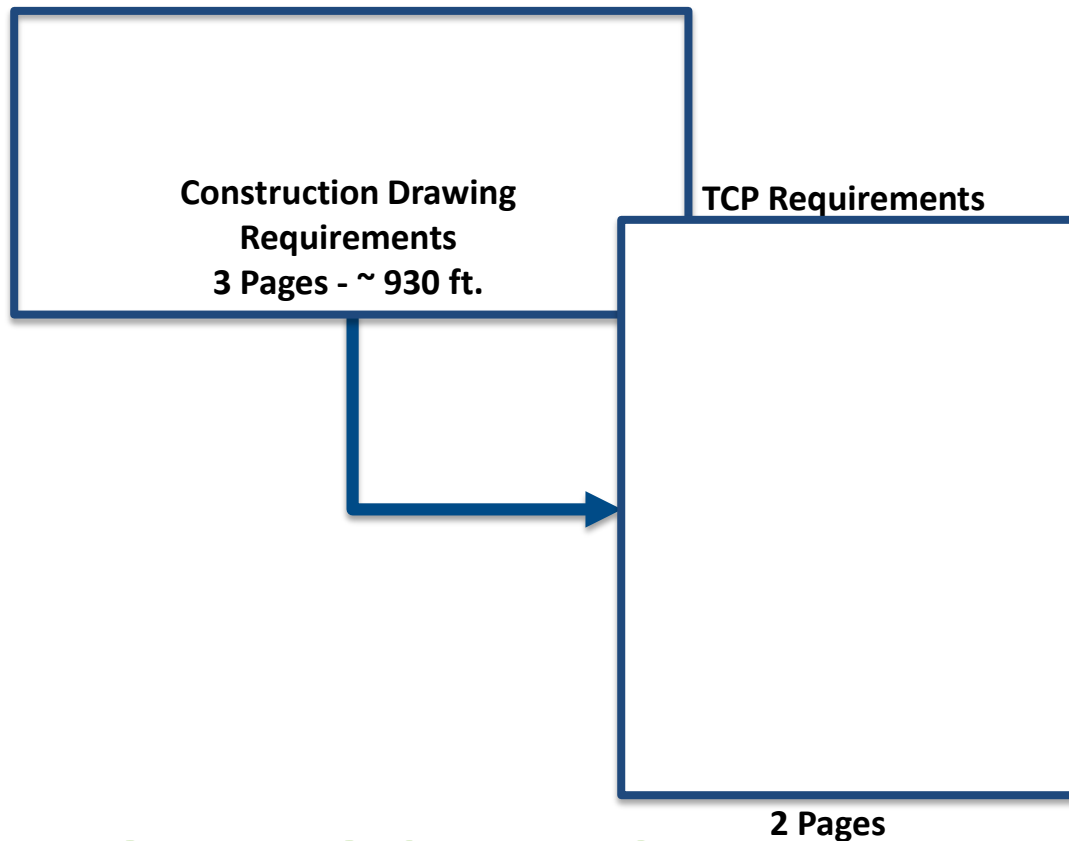 Construction Drawing
Requirements
3 Pages - ~ 930 ft.
TCP Requirements
2 Pages